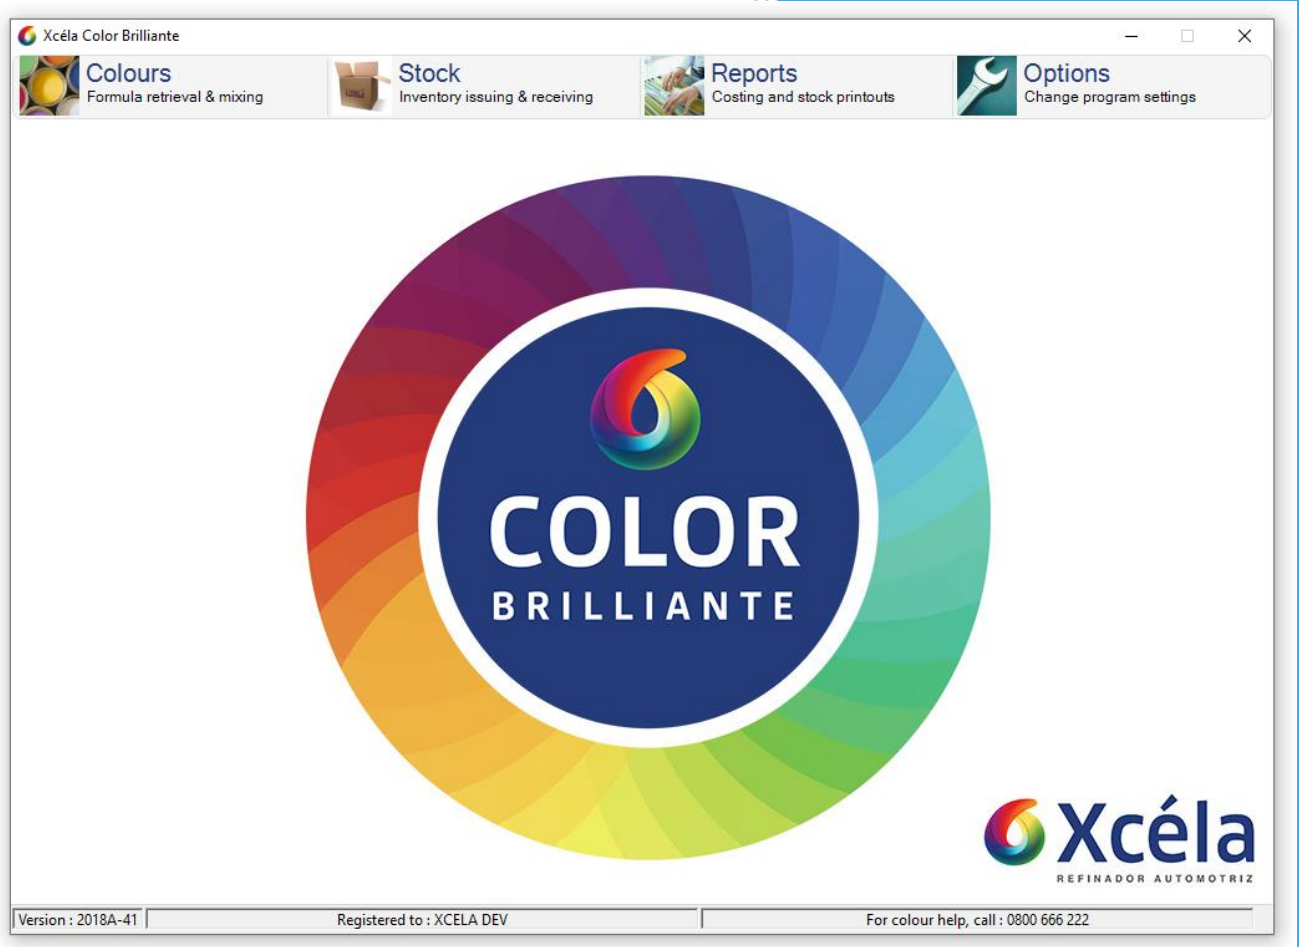 Xcéla Color Brilliante
Colours
Formula retrieval & mixing
Stock
Inventory issuing & receiving
Reports
Costing and stock printouts
Options
Change program settings
COLOR
BRILLIANTE
Xcéla
REFINADOR AUTOMOTRIZ
Version : 2018A-41
Registered to : XCELA DEV
For colour help, call : 0800 666 222